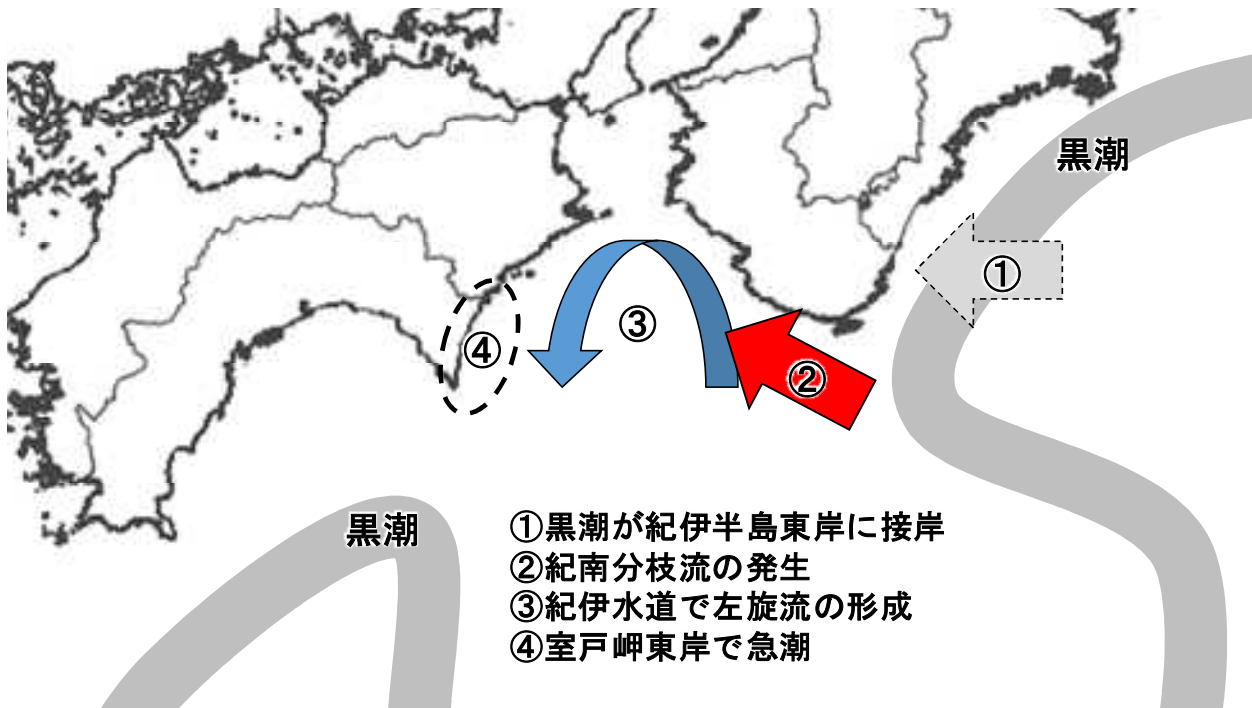 黒潮
①
②
③
④
黒潮
①黒潮が紀伊半島東岸に接岸
②紀南分枝流の発生
③紀伊水道で左旋流の形成
④室戸岬東岸で急潮